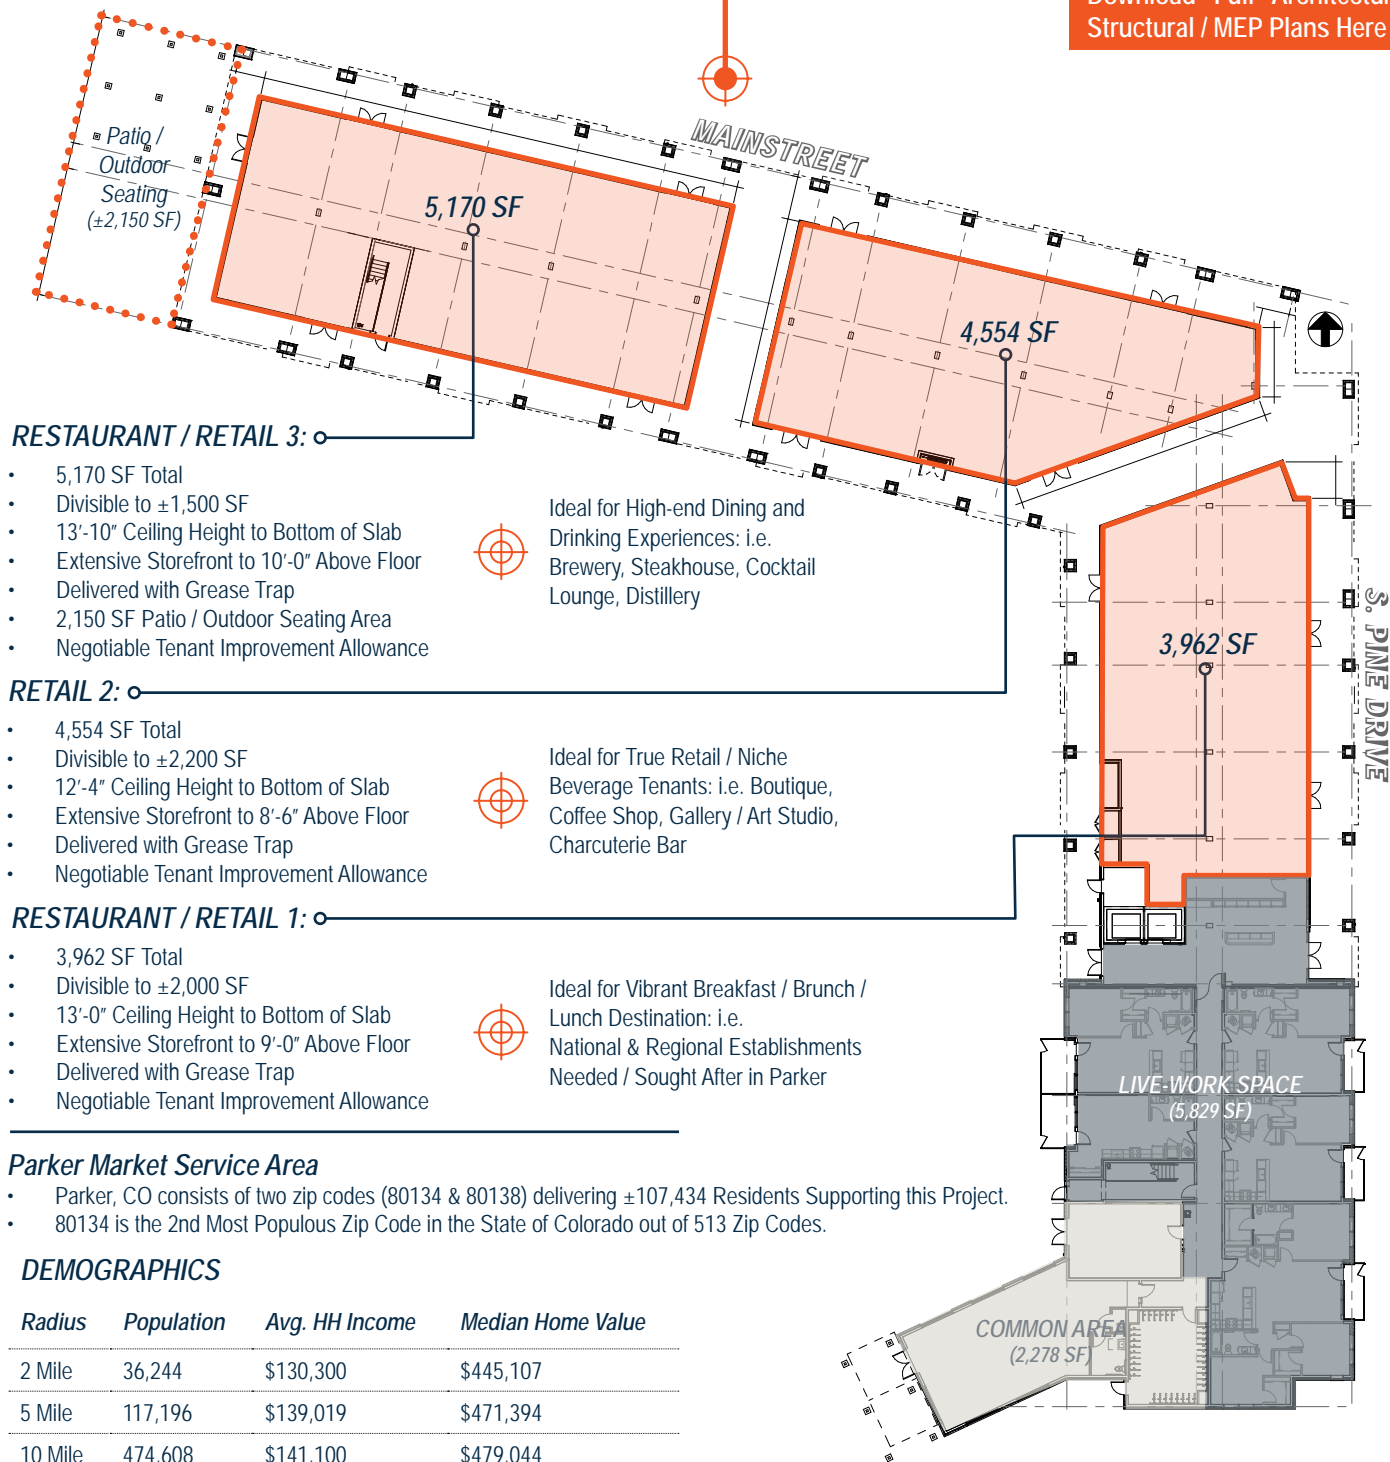 Download Full Architectural
Structural / MEP Plans Here
MAINSTREET
Patio /
Outdoor
Seating
(±2,150 SF)
5,170 SF
4,554 SF
3,962 SF
S. PINE DRIVE
RESTAURANT / RETAIL 3:
• 5,170 SF Total
• Divisible to ±1,500 SF
• 13'-10" Ceiling Height to Bottom of Slab
• Extensive Storefront to 10'-0" Above Floor
• Delivered with Grease Trap
• 2,150 SF Patio / Outdoor Seating Area
• Negotiable Tenant Improvement Allowance
Ideal for High-end Dining and
Drinking Experiences: i.e.
Brewery, Steakhouse, Cocktail
Lounge, Distillery
RETAIL 2:
• 4,554 SF Total
• Divisible to ±2,200 SF
• 12'-4" Ceiling Height to Bottom of Slab
• Extensive Storefront to 8'-6" Above Floor
• Delivered with Grease Trap
• Negotiable Tenant Improvement Allowance
Ideal for True Retail / Niche
Beverage Tenants: i.e. Boutique,
Coffee Shop, Gallery / Art Studio,
Charcuterie Bar
RESTAURANT / RETAIL 1:
• 3,962 SF Total
• Divisible to ±2,000 SF
• 13'-0" Ceiling Height to Bottom of Slab
• Extensive Storefront to 9'-0" Above Floor
• Delivered with Grease Trap
• Negotiable Tenant Improvement Allowance
Ideal for Vibrant Breakfast / Brunch /
Lunch Destination: i.e.
National & Regional Establishments
Needed / Sought After in Parker
LIVE-WORK SPACE
(5,829 SF)
COMMON AREA
(2,278 SF)
Parker Market Service Area
• Parker, CO consists of two zip codes (80134 & 80138) delivering ±107,434 Residents Supporting this Project.
• 80134 is the 2nd Most Populous Zip Code in the State of Colorado out of 513 Zip Codes.
DEMOGRAPHICS
Radius Population Avg. HH Income Median Home Value
2 Mile 36,244 $130,300 $445,107
5 Mile 117,196 $139,019 $471,394
10 Mile 474,608 $141,100 $479,044